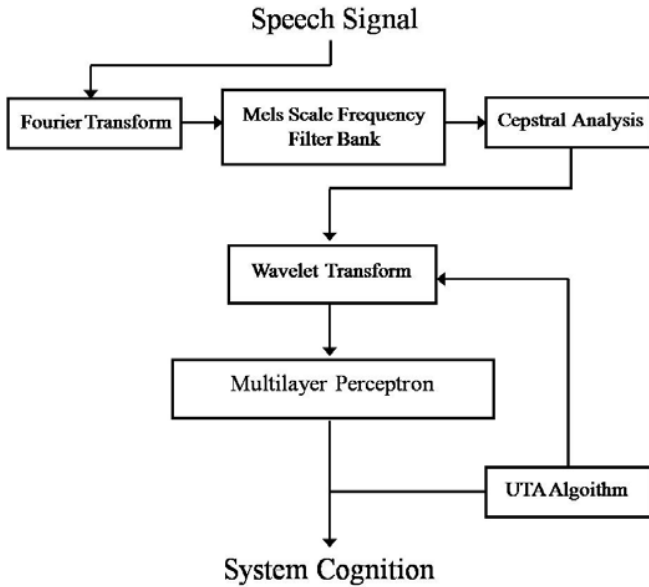 Speech Signal
Fourier Transform
Mels Scale Frequency
Filter Bank
Cepstral Analysis
Wavelet Transform
Multilayer Perceptron
UTA Algoithm
System Cognition